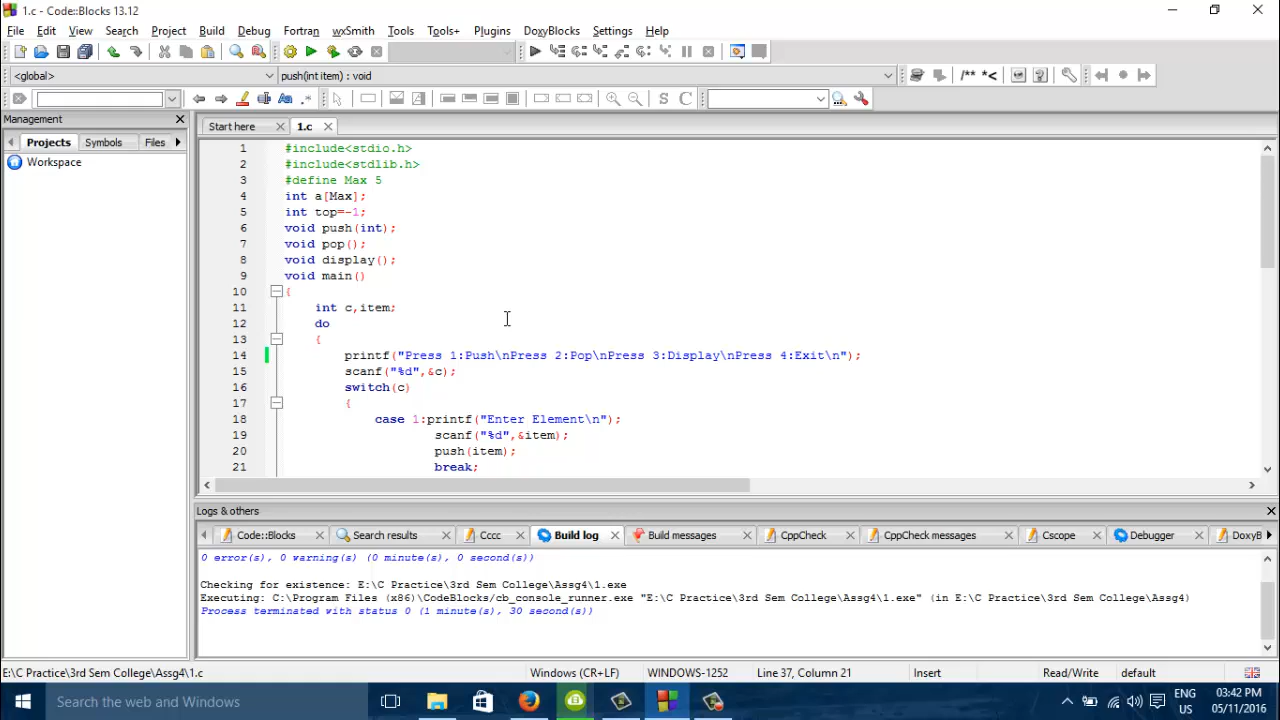 1.c - Code::Blocks 13.12
File Edit View Search Project Build Debug Fortran wxSmith Tools Tools+ Plugins DoxyBlocks Settings Help
<global> push(int item) : void
/** *<
S C
Management
Projects Symbols Files
Workspace
Start here 1.c
1 #include<stdio.h>
2 #include<stdlib.h>
3 #define Max 5
4 int a[Max];
5 int top=-1;
6 void push(int);
7 void pop();
8 void display();
9 void main()
10 {
11 int c,item;
12 do
13 {
14 printf("Press 1:Push\nPress 2:Pop\nPress 3:Display\nPress 4:Exit\n");
15 scanf("%d",&c);
16 switch(c)
17 {
18 case 1:printf("Enter Element\n");
19 scanf("%d",&item);
20 push(item);
21 break;
Logs & others
Code::Blocks Search results Cccc Build log Build messages CppCheck CppCheck messages Cscope Debugger DoxyB
0 error(s), 0 warning(s) (0 minute(s), 0 second(s))
Checking for existence: E:\C Practice\3rd Sem College\Assg4\1.exe
Executing: C:\Program Files (x86)\CodeBlocks/cb_console_runner.exe "E:\C Practice\3rd Sem College\Assg4\1.exe" (in E:\C Practice\3rd Sem College\Assg4)
Process terminated with status 0 (1 minute(s), 30 second(s))
E:\C Practice\3rd Sem College\Assg4\1.c Windows (CR+LF) WINDOWS-1252 Line 37, Column 21 Insert Read/Write default
Search the web and Windows
ENG 03:42 PM
US 05/11/2016